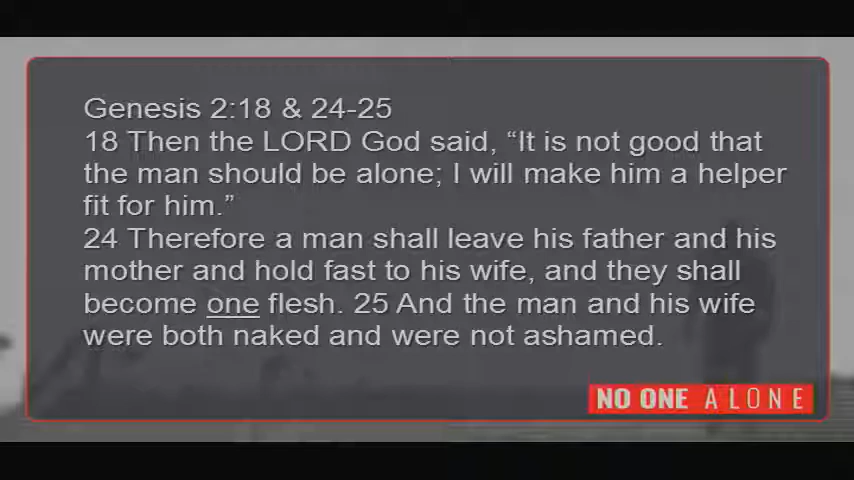 Genesis 2:18 & 24-25
18 Then the LORD God said, “It is not good that
the man should be alone; I will make him a helper
fit for him.”
24 Therefore a man shall leave his father and his
mother and hold fast to his wife, and they shall
become one flesh. 25 And the man and his wife
were both naked and were not ashamed.
NO ONE ALONE